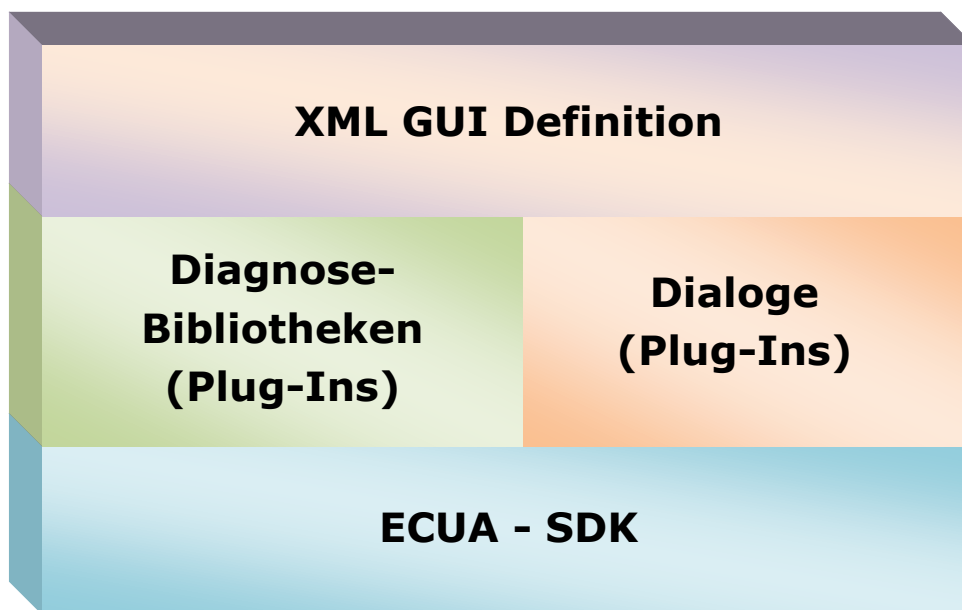 XML GUI Definition
Diagnose-
Bibliotheken
(Plug-Ins)
Dialoge
(Plug-Ins)
ECUA - SDK